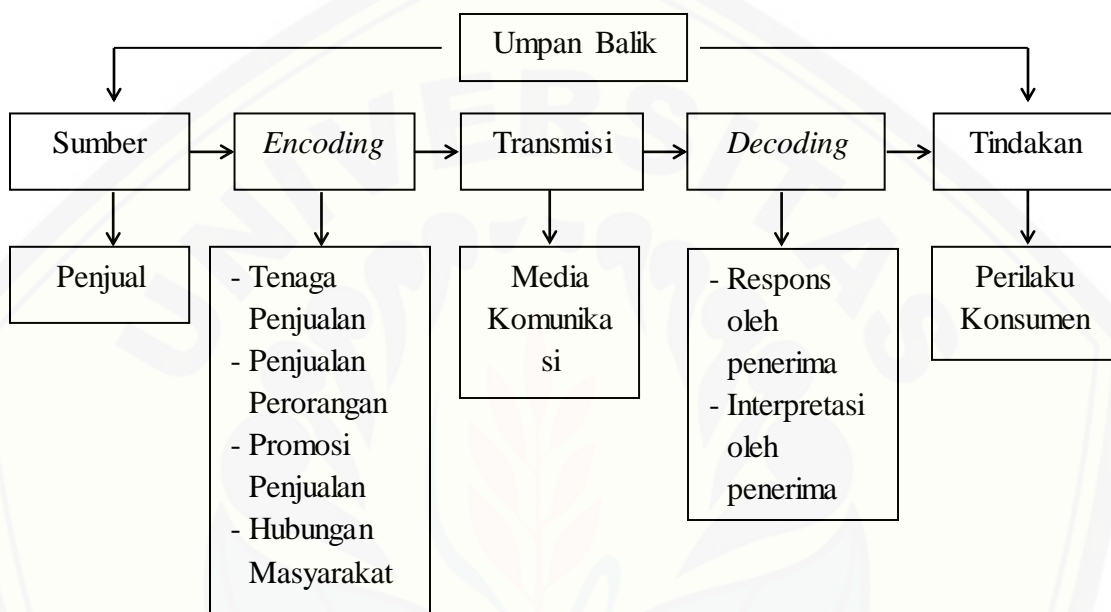 Umpan Balik
Sumber
Encoding
Transmisi
Decoding
Tindakan
Penjual
- Tenaga
Penjualan
- Penjualan
Perorangan
- Promosi
Penjualan
- Hubungan
Masyarakat
Media
Komunika
si
- Respons
oleh
penerima
- Interpretasi
oleh
penerima
Perilaku
Konsumen
UNIVERSITAS